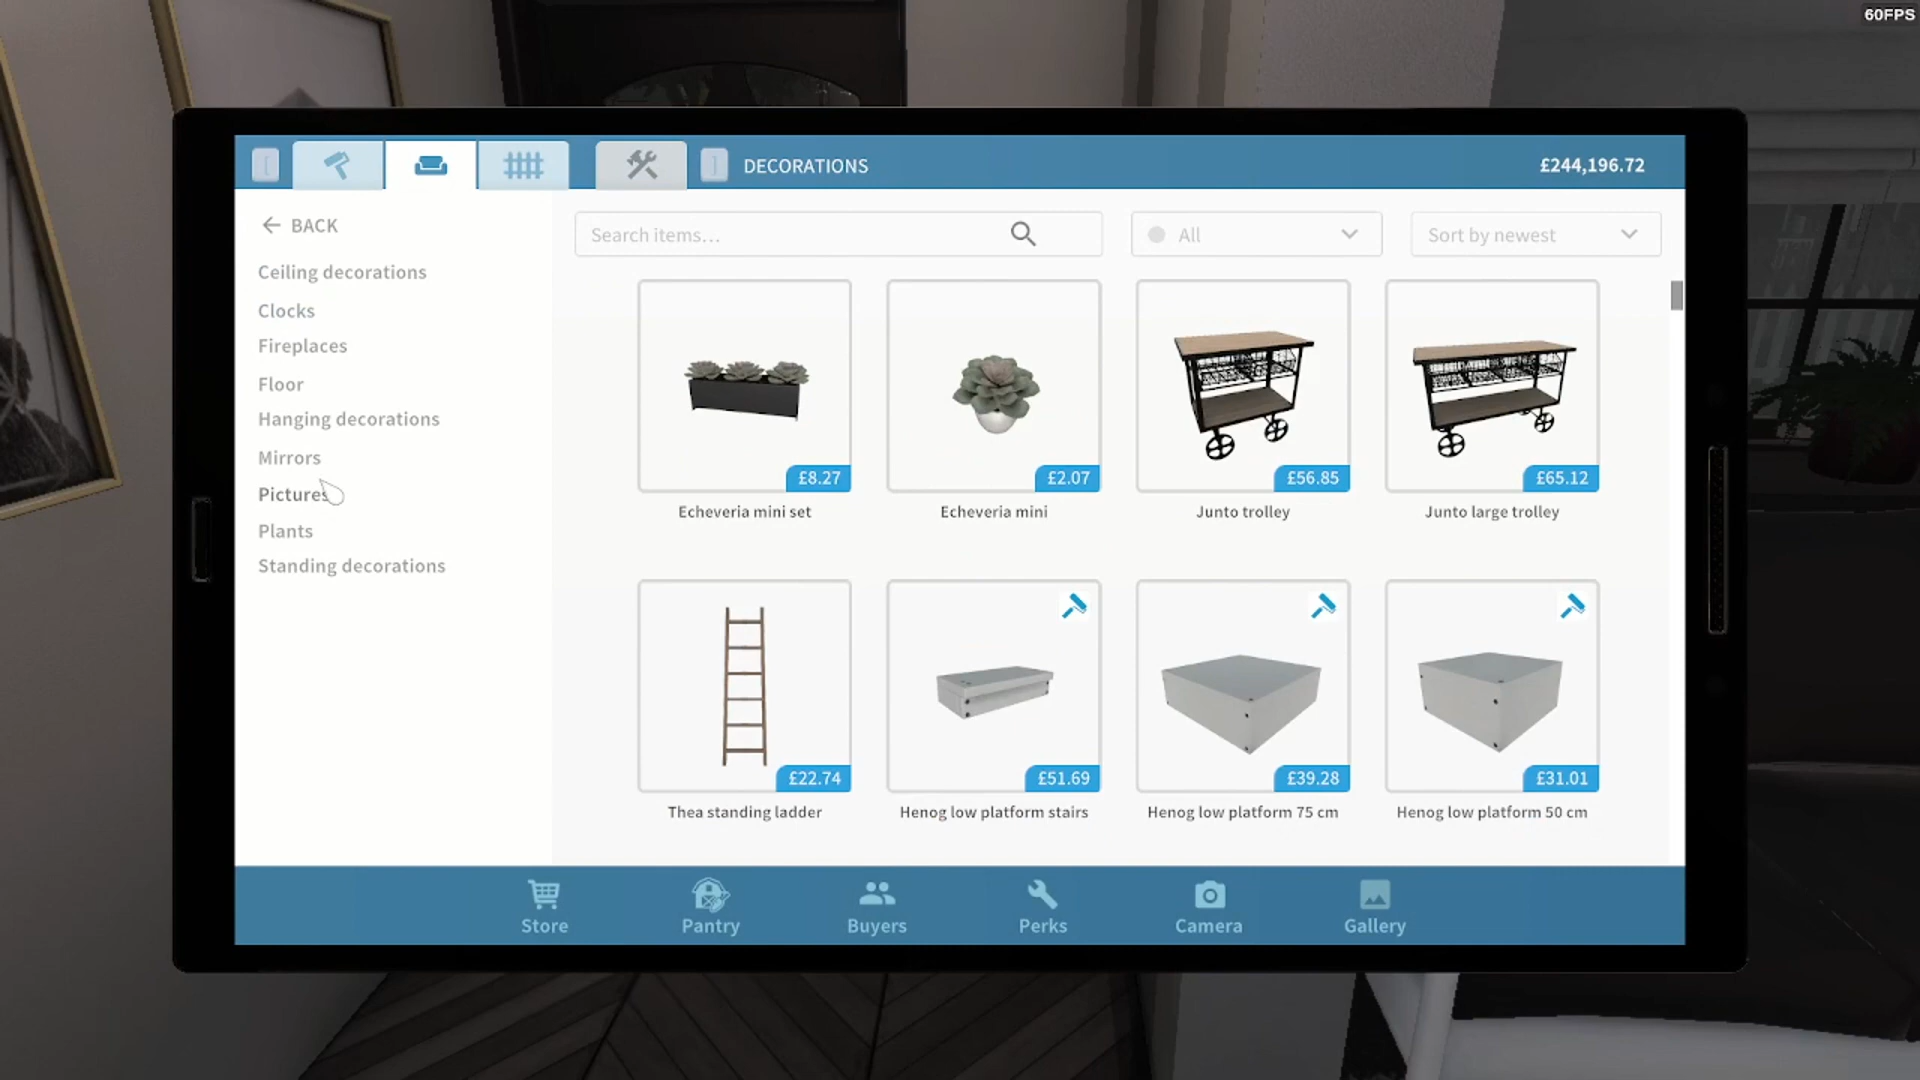 60FPS
DECORATIONS
£244,196.72
BACK
Ceiling decorations
Clocks
Fireplaces
Floor
Hanging decorations
Mirrors
Pictures
Plants
Standing decorations
Search items...
All
Sort by newest
£8.27
£2.07
£56.85
£65.12
Echeveria mini set
Echeveria mini
Junto trolley
Junto large trolley
£22.74
£51.69
£39.28
£31.01
Thea standing ladder
Henog low platform stairs
Henog low platform 75 cm
Henog low platform 50 cm
Store
Pantry
Buyers
Perks
Camera
Gallery